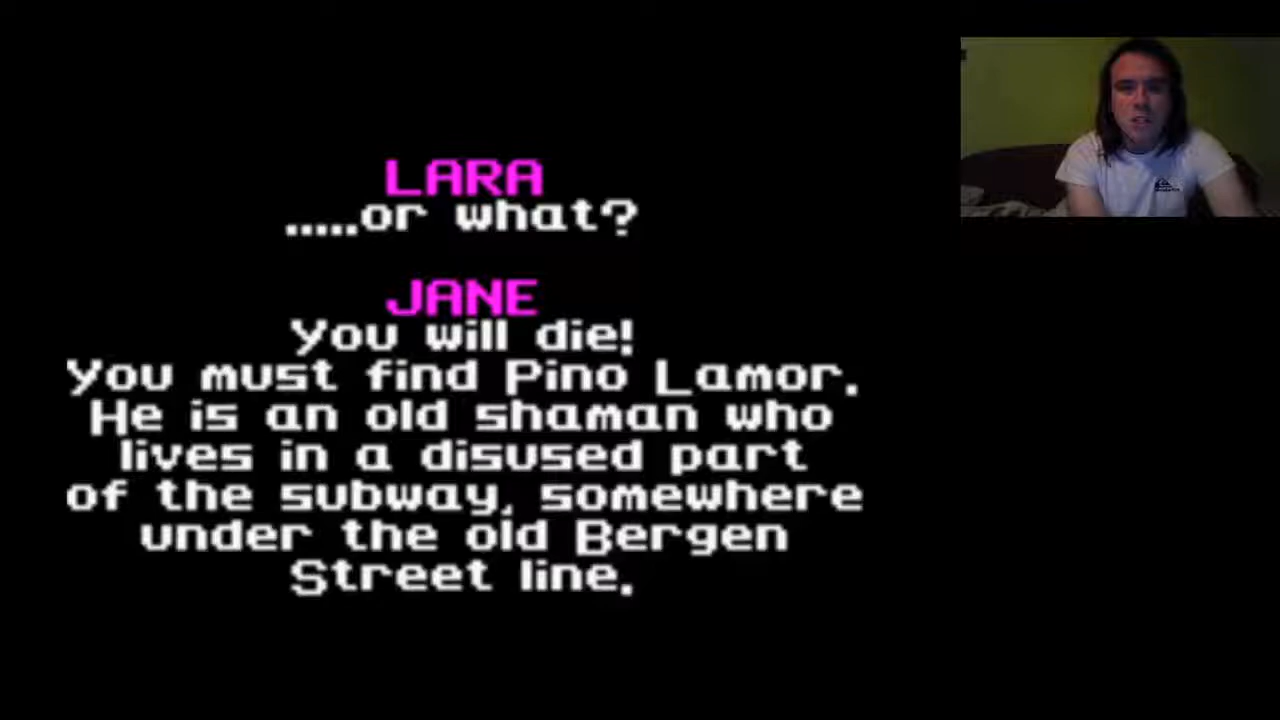 LARA
.....or what?
JANE
You will die!
You must find Pino Lamor.
He is an old shaman who
lives in a disused part
of the subway, somewhere
under the old Bergen
Street line.